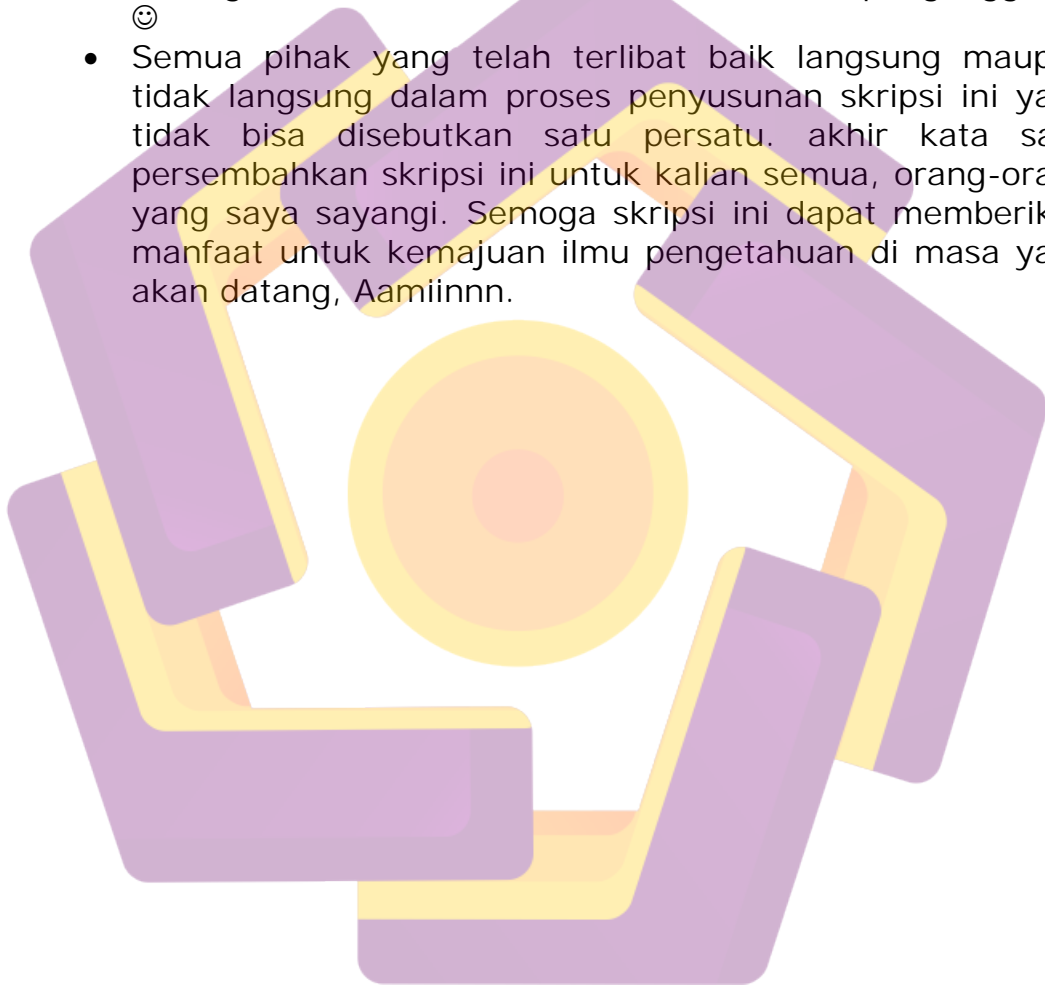 ☺
• Semua pihak yang telah terlibat baik langsung maup
tidak langsung dalam proses penyusunan skripsi ini ya
tidak bisa disebutkan satu persatu. akhir kata sa
persembahkan skripsi ini untuk kalian semua, orang-ora
yang saya sayangi. Semoga skripsi ini dapat memberik
manfaat untuk kemajuan ilmu pengetahuan di masa ya
akan datang, Aamiinnn.